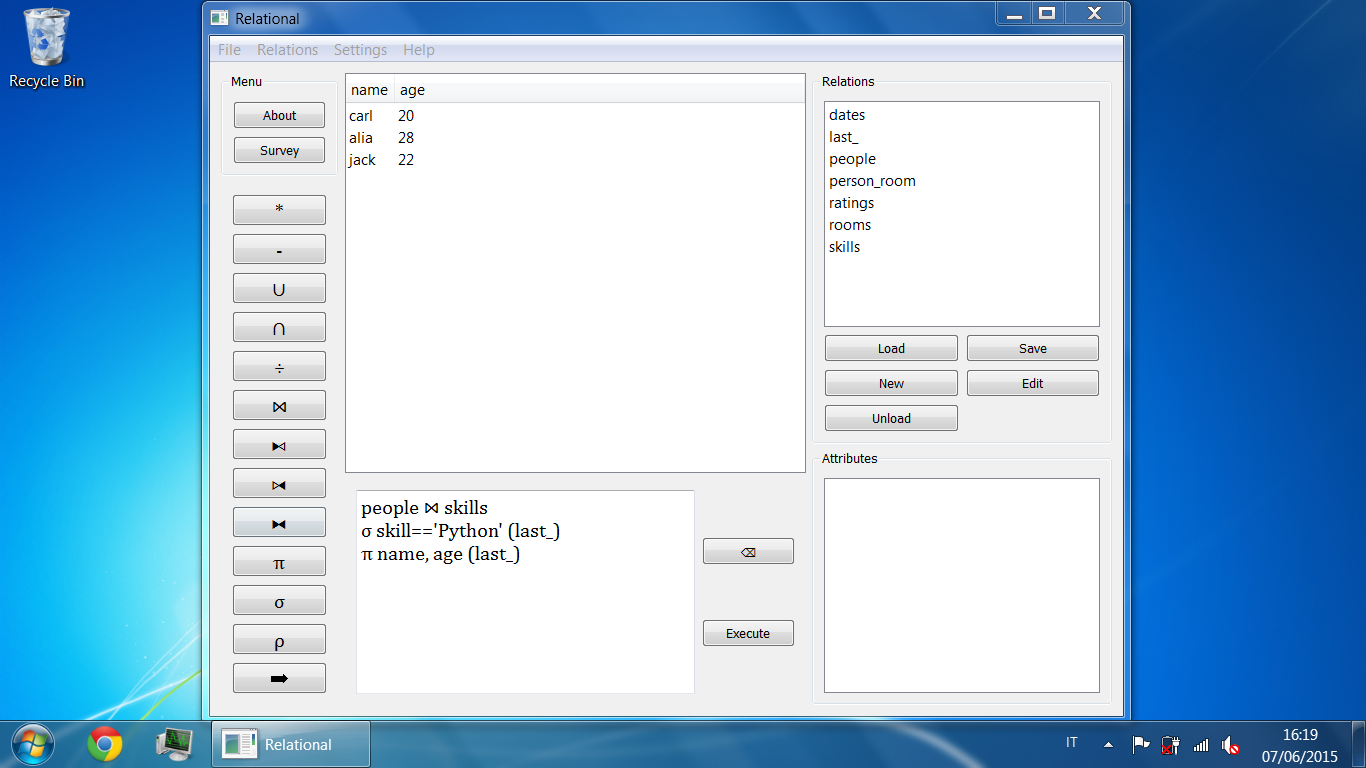 Recycle Bin
Relational
File Relations Settings Help
Menu
About
Survey
*
-
∪
∩
÷
⋈
⧑
⧒
⧓
π
σ
ρ
➡
name age
carl 20
alia 28
jack 22
people ⋈ skills
σ skill=='Python' (last_)
π name, age (last_)
⌫
Execute
Relations
dates
last_
people
person_room
ratings
rooms
skills
Load Save
New Edit
Unload
Attributes
Relational
IT
16:19
07/06/2015